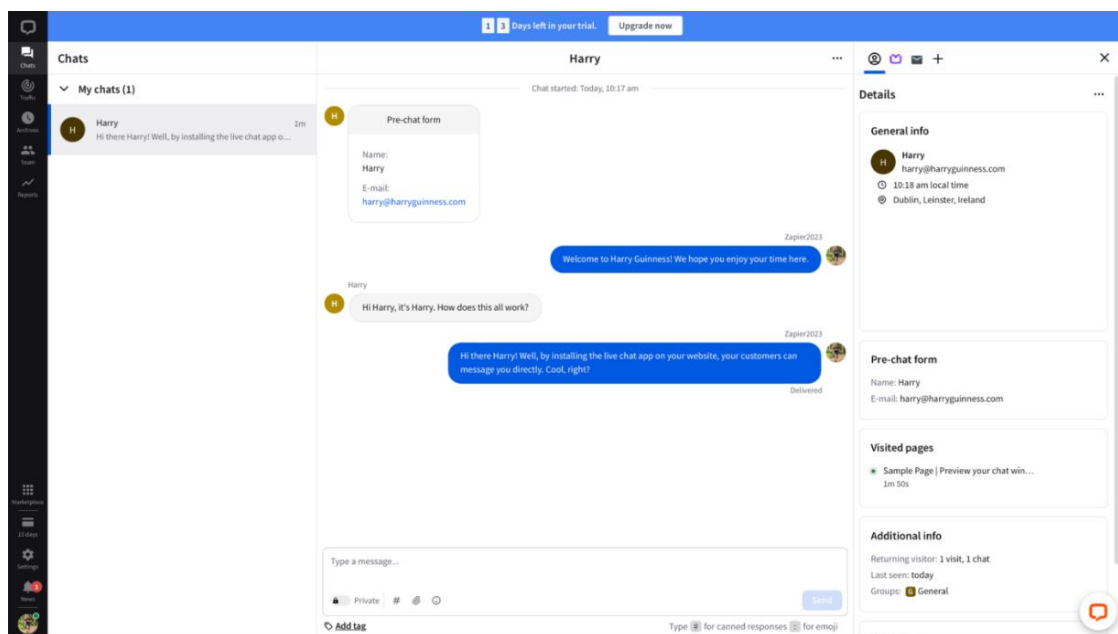 1 3 Days left in your trial. Upgrade now
Chats
Traffic
Archives
Team
Reports
Marketplace
13 days
Settings
3
News
Chats
My chats (1)
H
Harry
1m
Hi there Harry! Well, by installing the live chat app o...
Harry
Chat started: Today, 10:17 am
H
Pre-chat form
Name:
Harry
E-mail:
harry@harryguinness.com
Zapier2023
Welcome to Harry Guinness! We hope you enjoy your time here.
Harry
H
Hi Harry, it's Harry. How does this all work?
Zapier2023
Hi there Harry! Well, by installing the live chat app on your website, your customers can
message you directly. Cool, right?
Delivered
Type a message...
Private #
Send
Add tag
Type # for canned responses : for emoji
Details
General info
H
Harry
harry@harryguinness.com
10:18 am local time
Dublin, Leinster, Ireland
Pre-chat form
Name: Harry
E-mail: harry@harryguinness.com
Visited pages
Sample Page | Preview your chat win...
1m 50s
Additional info
Returning visitor: 1 visit, 1 chat
Last seen: today
Groups: G General